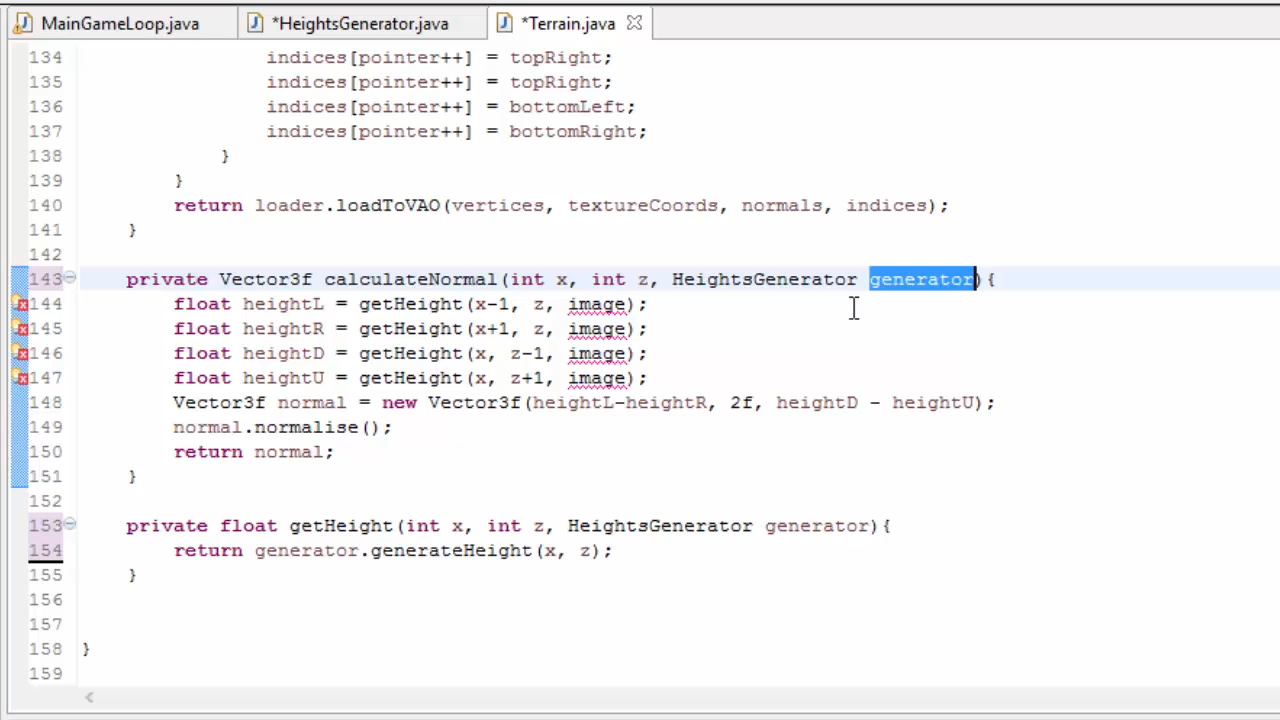 MainGameLoop.java *HeightsGenerator.java *Terrain.java
134 indices[pointer++] = topRight;
135 indices[pointer++] = topRight;
136 indices[pointer++] = bottomLeft;
137 indices[pointer++] = bottomRight;
138 }
139 }
140 return loader.loadToVAO(vertices, textureCoords, normals, indices);
141 }
142
143 private Vector3f calculateNormal(int x, int z, HeightsGenerator generator){
144 float heightL = getHeight(x-1, z, image);
145 float heightR = getHeight(x+1, z, image);
146 float heightD = getHeight(x, z-1, image);
147 float heightU = getHeight(x, z+1, image);
148 Vector3f normal = new Vector3f(heightL-heightR, 2f, heightD - heightU);
149 normal.normalise();
150 return normal;
151 }
152
153 private float getHeight(int x, int z, HeightsGenerator generator){
154 return generator.generateHeight(x, z);
155 }
156
157
158 }
159